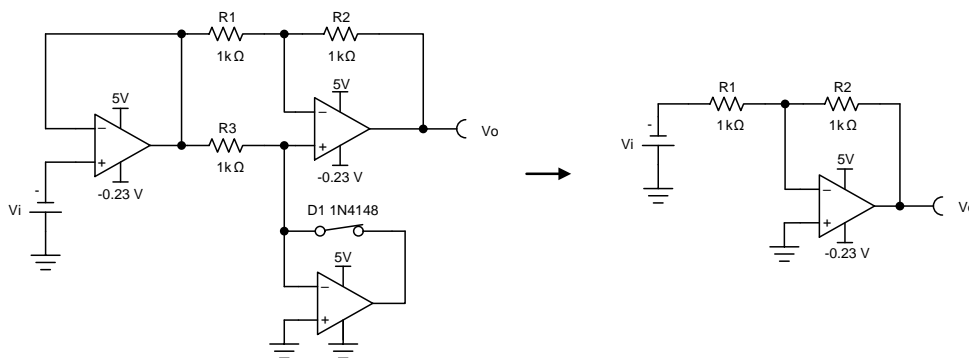 R1
R2
1kΩ
1kΩ
5V
5V
Vo
R3
1kΩ
-
+
-
+
-0.23 V
-0.23 V
-
Vi
D1 1N4148
5V
-
+
R1
R2
1kΩ
1kΩ
-
Vi
5V
-
+
-0.23 V